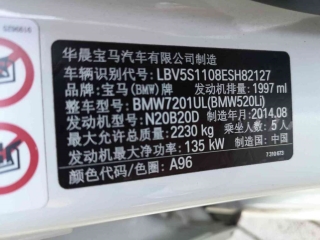 华晨宝马汽车有限公司制造
车辆识别代号: LBV5S1108ESH82127
品牌: 宝马(BMW)牌 发动机排量: 1997 ml
整车型号: BMW7201UL(BMW520Li)
发动机型号: N20B20D 制造年月: 2014.08
最大允许总质量: 2230 kg 乘坐人数: 5 人
发动机最大净功率: 135 kW 制造国: 中国
颜色代码/色圈: A96